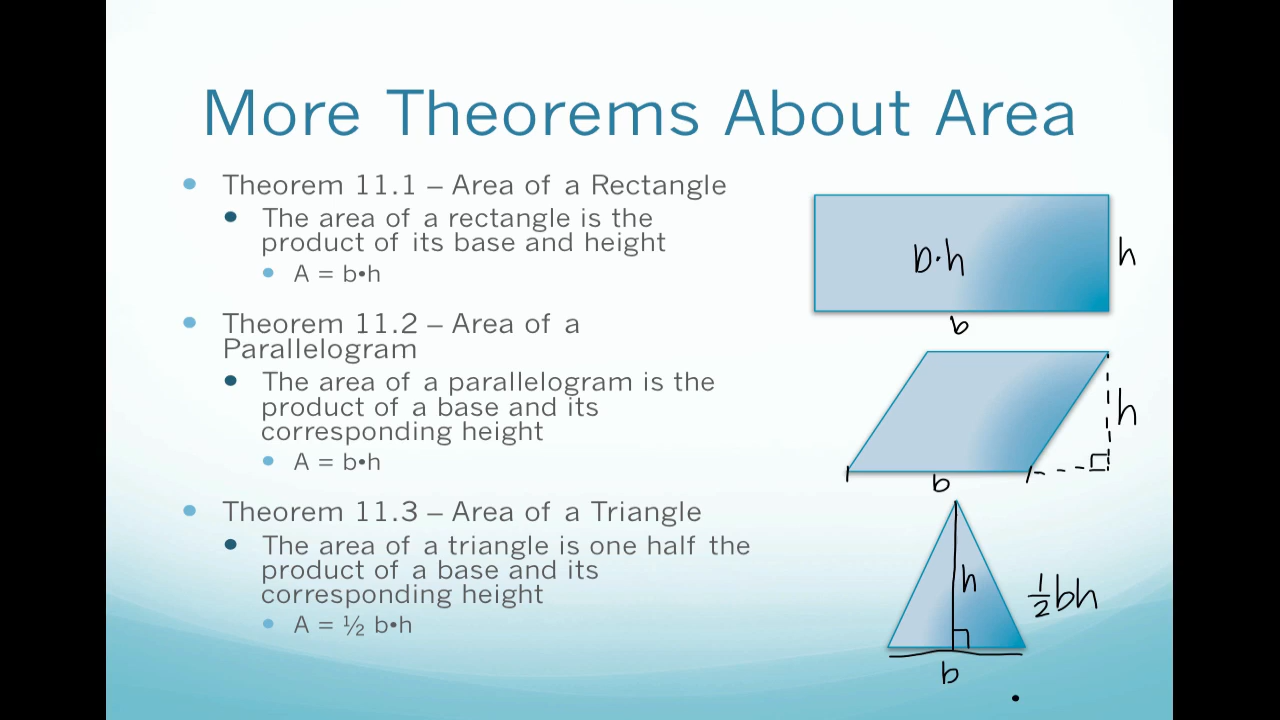 More Theorems About Area
Theorem 11.1 – Area of a Rectangle
The area of a rectangle is the
product of its base and height
A = b•h
Theorem 11.2 – Area of a
Parallelogram
The area of a parallelogram is the
product of a base and its
corresponding height
A = b•h
Theorem 11.3 – Area of a Triangle
The area of a triangle is one half the
product of a base and its
corresponding height
A = ½ b•h
b·h
h
b
h
b
h
½bh
b